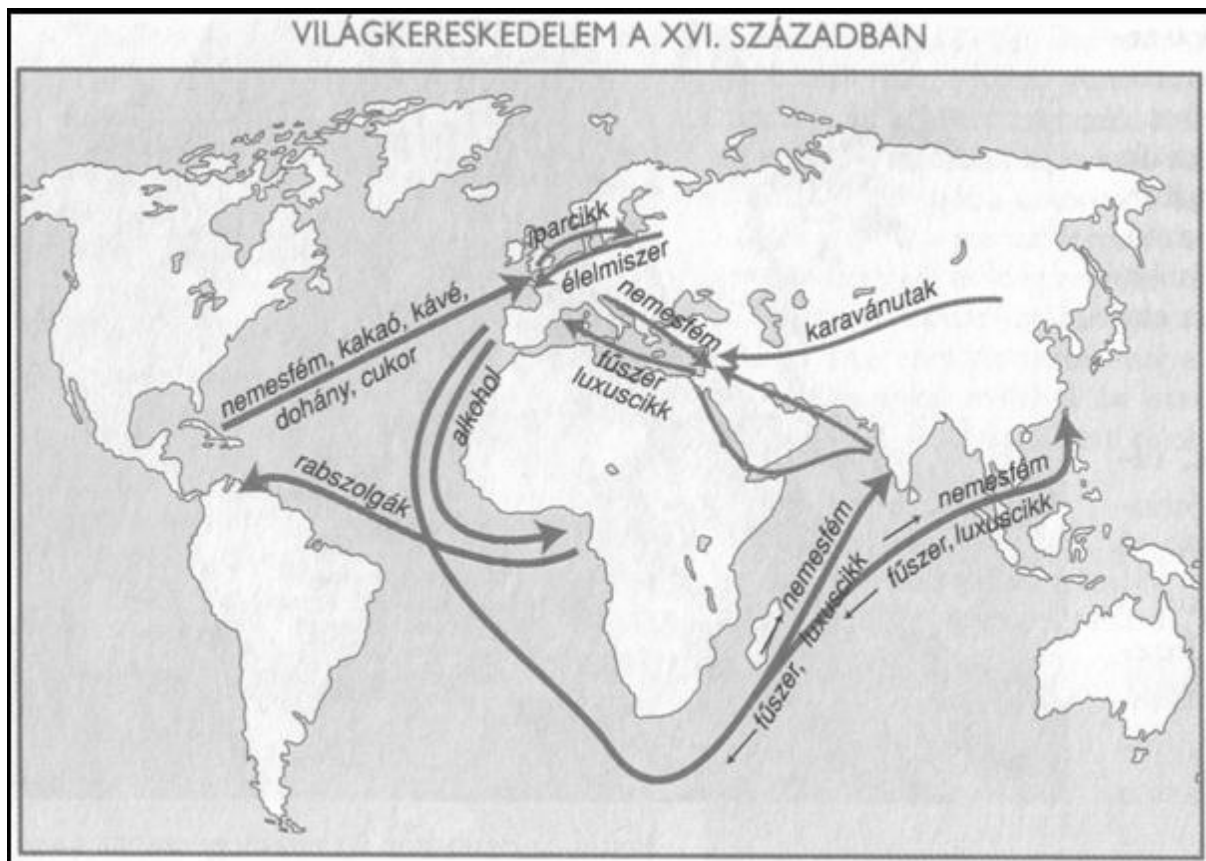 VILÁGKERESKEDELEM A XVI. SZÁZADBAN
iparcikk
élelmiszer
nemesfém
karavánutak
nemesfém, kakaó, kávé,
dohány, cukor
fűszer
luxuscikk
alkohol
rabszolgák
nemesfém
fűszer, luxuscikk
nemesfém
fűszer, luxuscikk